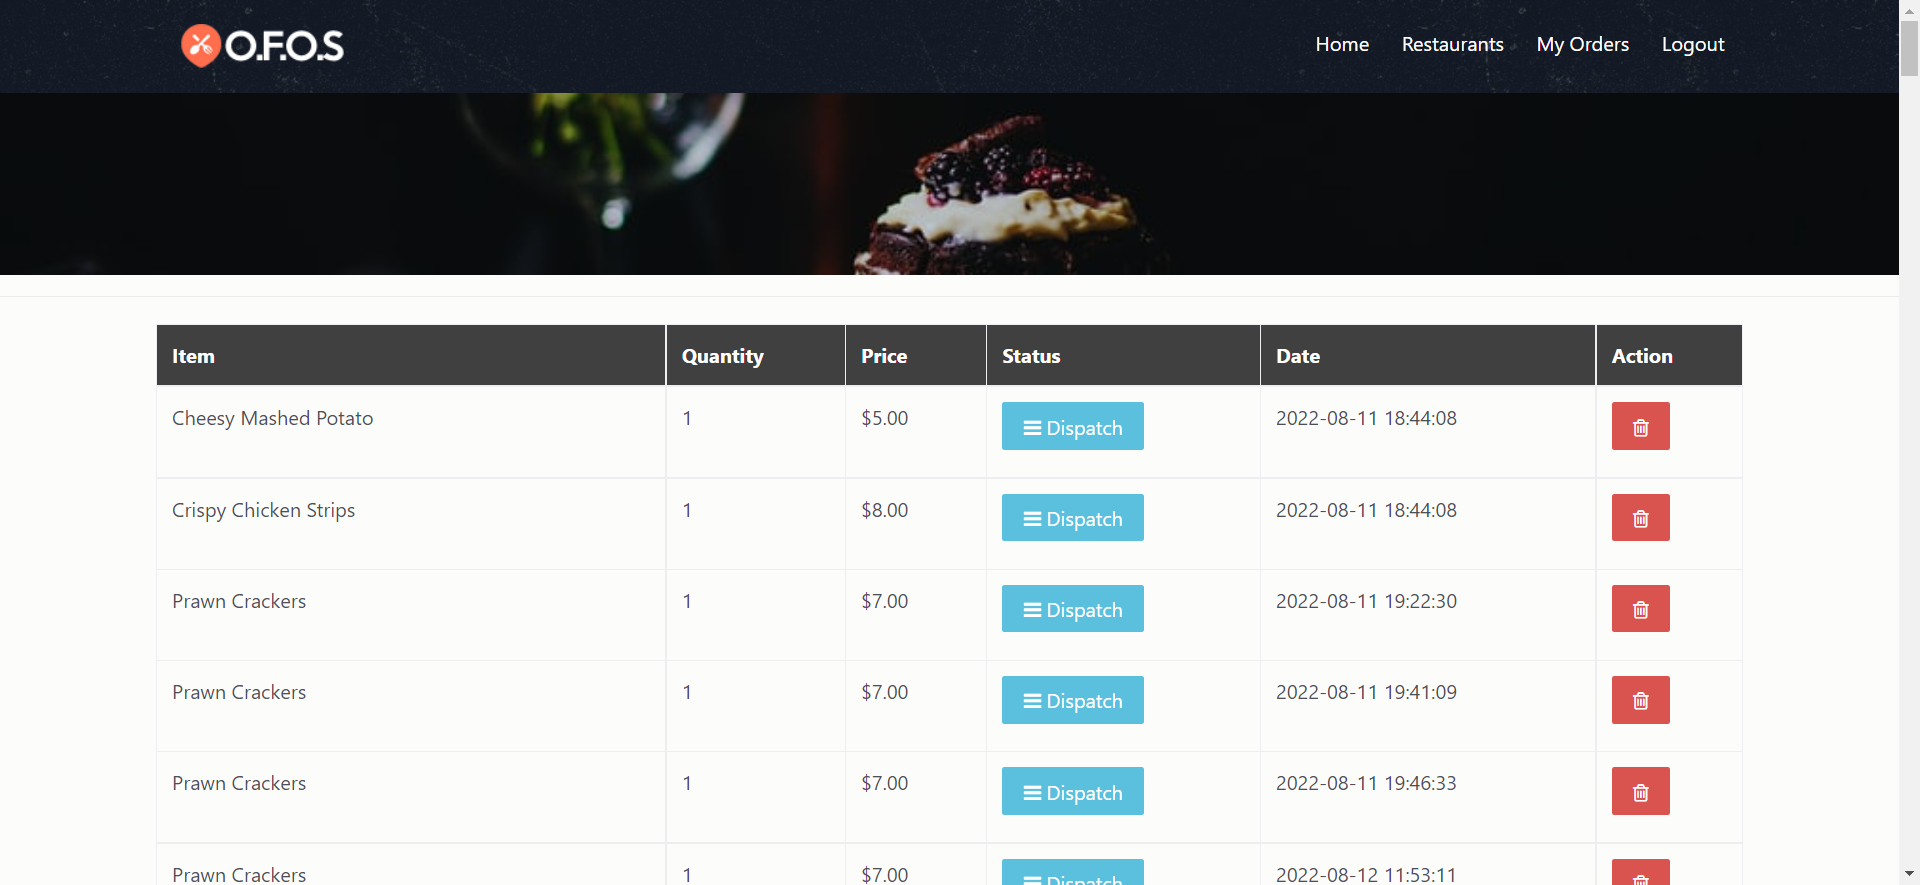 O.F.O.S
Home Restaurants My Orders Logout
Item Quantity Price Status Date Action
Cheesy Mashed Potato 1 $5.00 Dispatch 2022-08-11 18:44:08
Crispy Chicken Strips 1 $8.00 Dispatch 2022-08-11 18:44:08
Prawn Crackers 1 $7.00 Dispatch 2022-08-11 19:22:30
Prawn Crackers 1 $7.00 Dispatch 2022-08-11 19:41:09
Prawn Crackers 1 $7.00 Dispatch 2022-08-11 19:46:33
Prawn Crackers 1 $7.00 Dispatch 2022-08-12 11:53:11